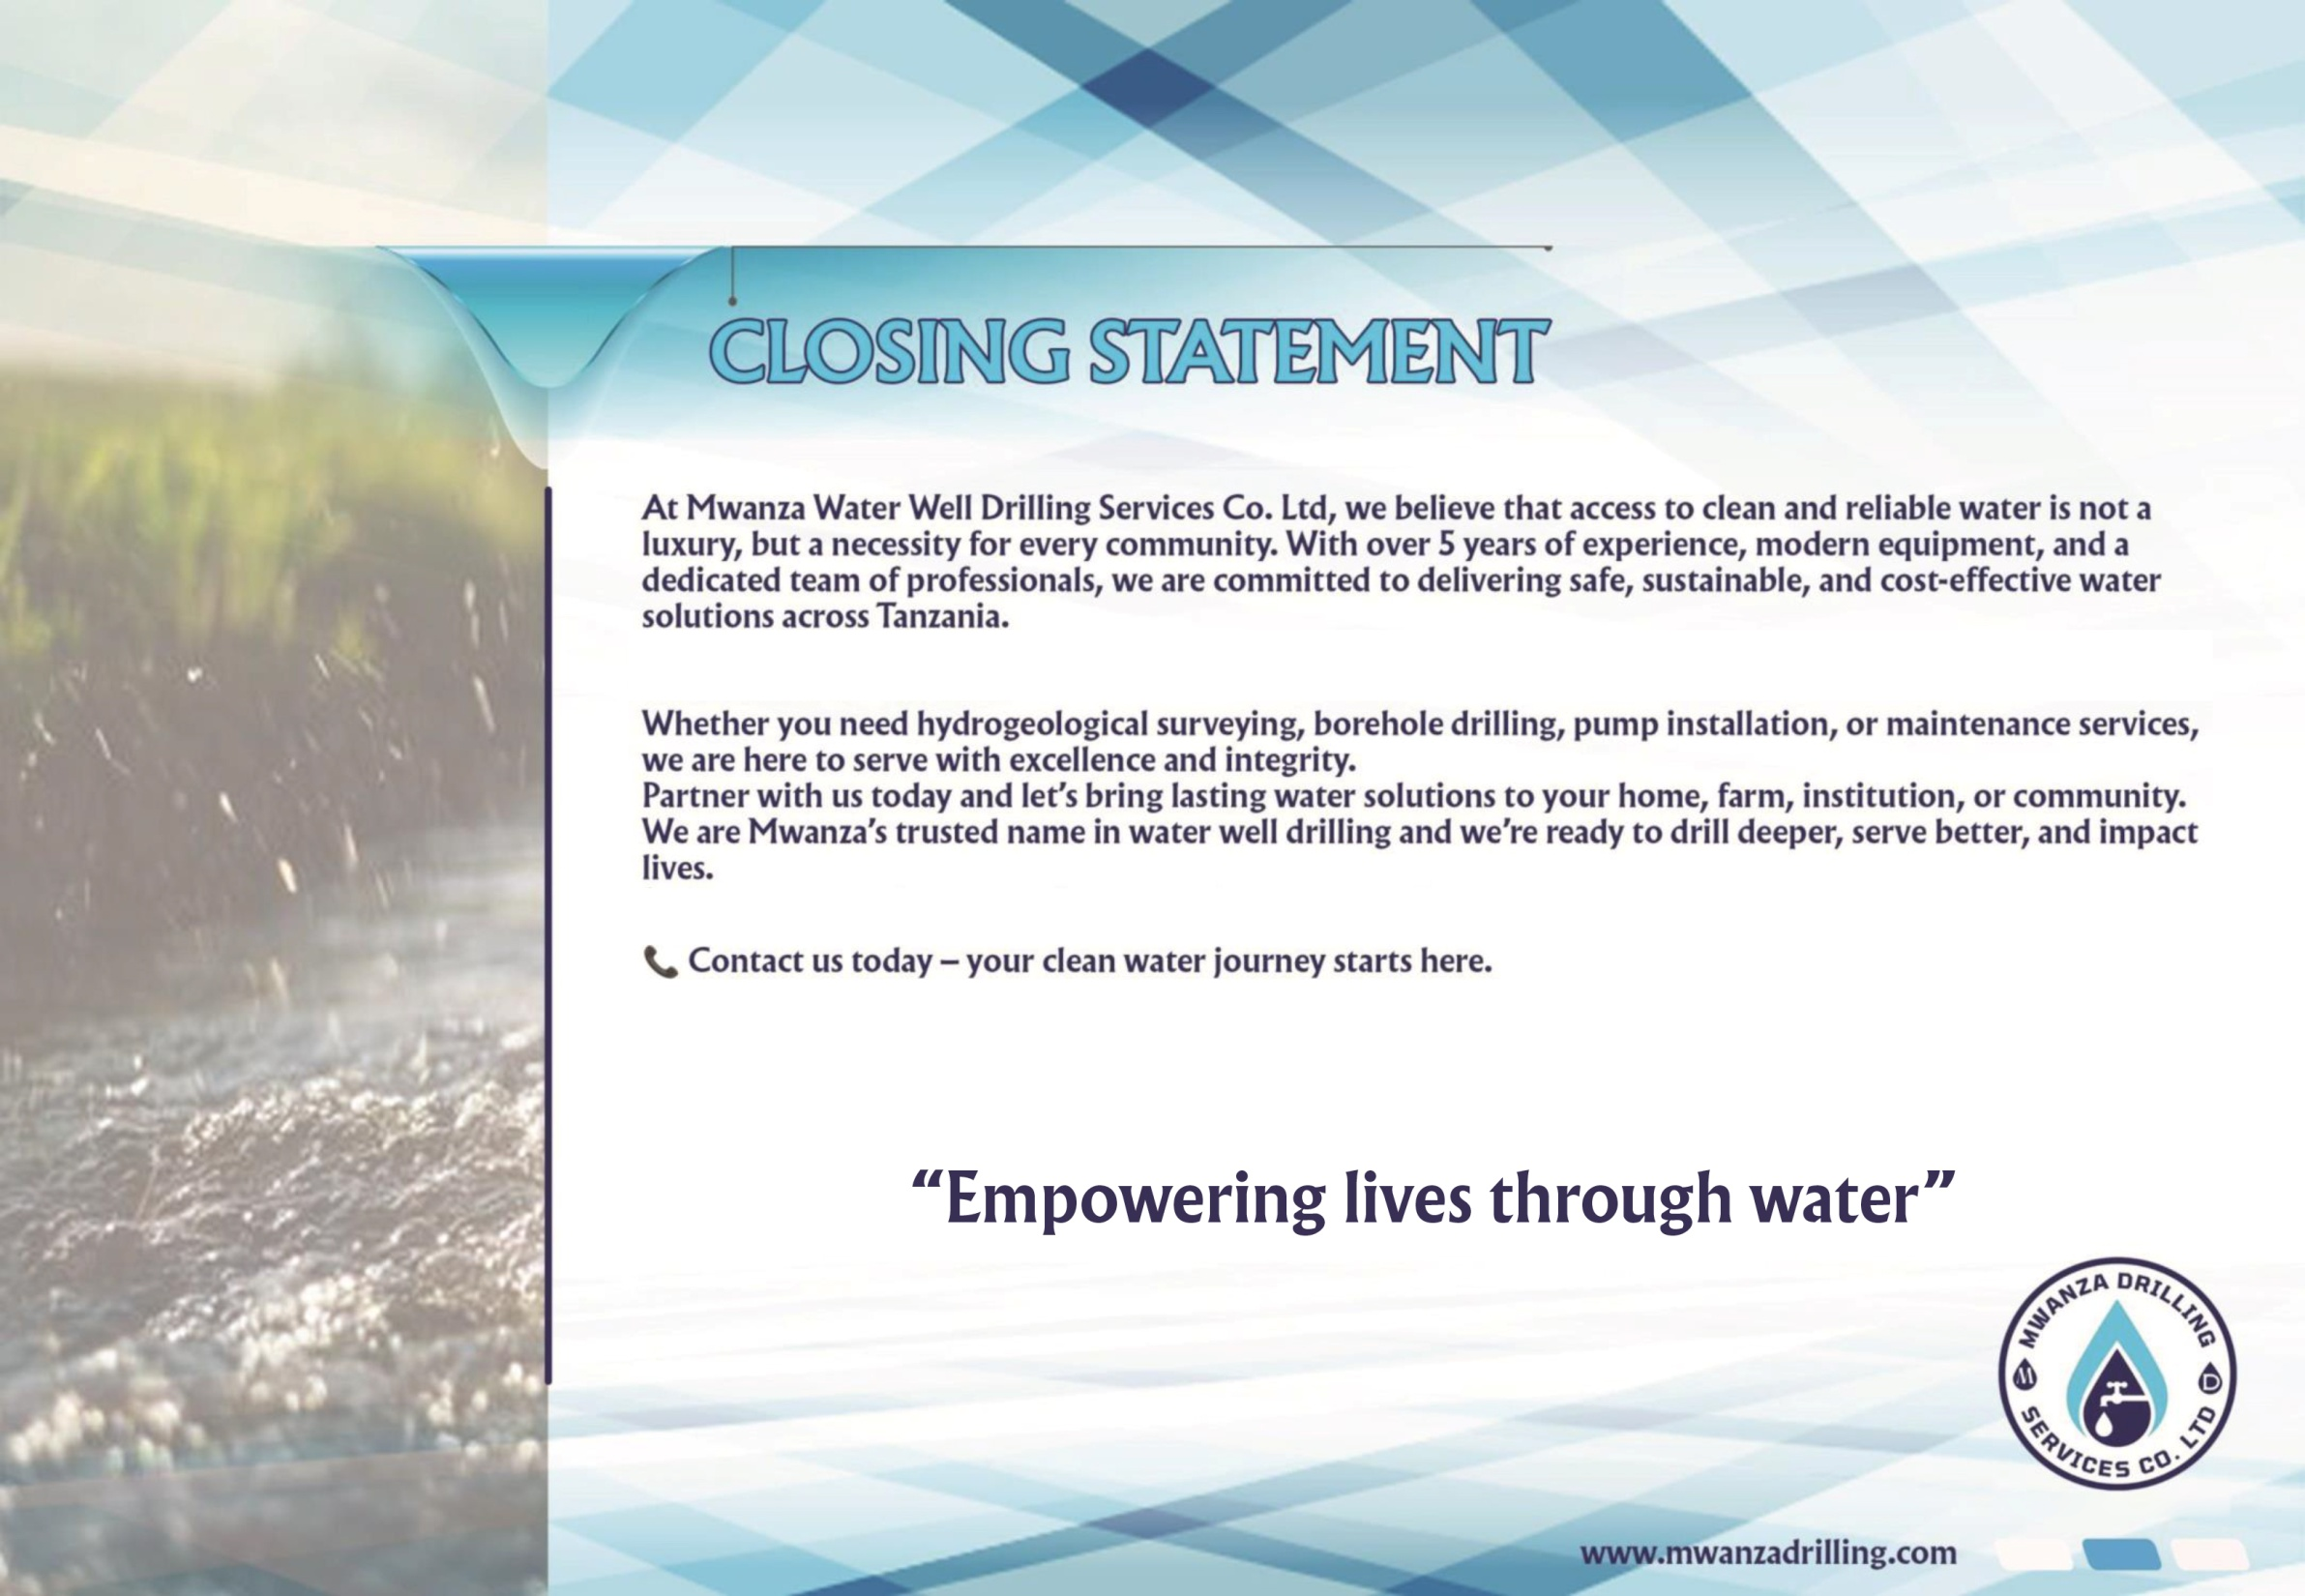 CLOSING STATEMENT
At Mwanza Water Well Drilling Services Co. Ltd, we believe that access to clean and reliable water is not a
luxury, but a necessity for every community. With over 5 years of experience, modern equipment, and a
dedicated team of professionals, we are committed to delivering safe, sustainable, and cost-effective water
solutions across Tanzania.
Whether you need hydrogeological surveying, borehole drilling, pump installation, or maintenance services,
we are here to serve with excellence and integrity.
Partner with us today and let’s bring lasting water solutions to your home, farm, institution, or community.
We are Mwanza’s trusted name in water well drilling and we’re ready to drill deeper, serve better, and impact
lives.
📞 Contact us today – your clean water journey starts here.
“Empowering lives through water”
MWANZA DRILLING
M
D
SERVICES CO. LTD
www.mwanzadrilling.com